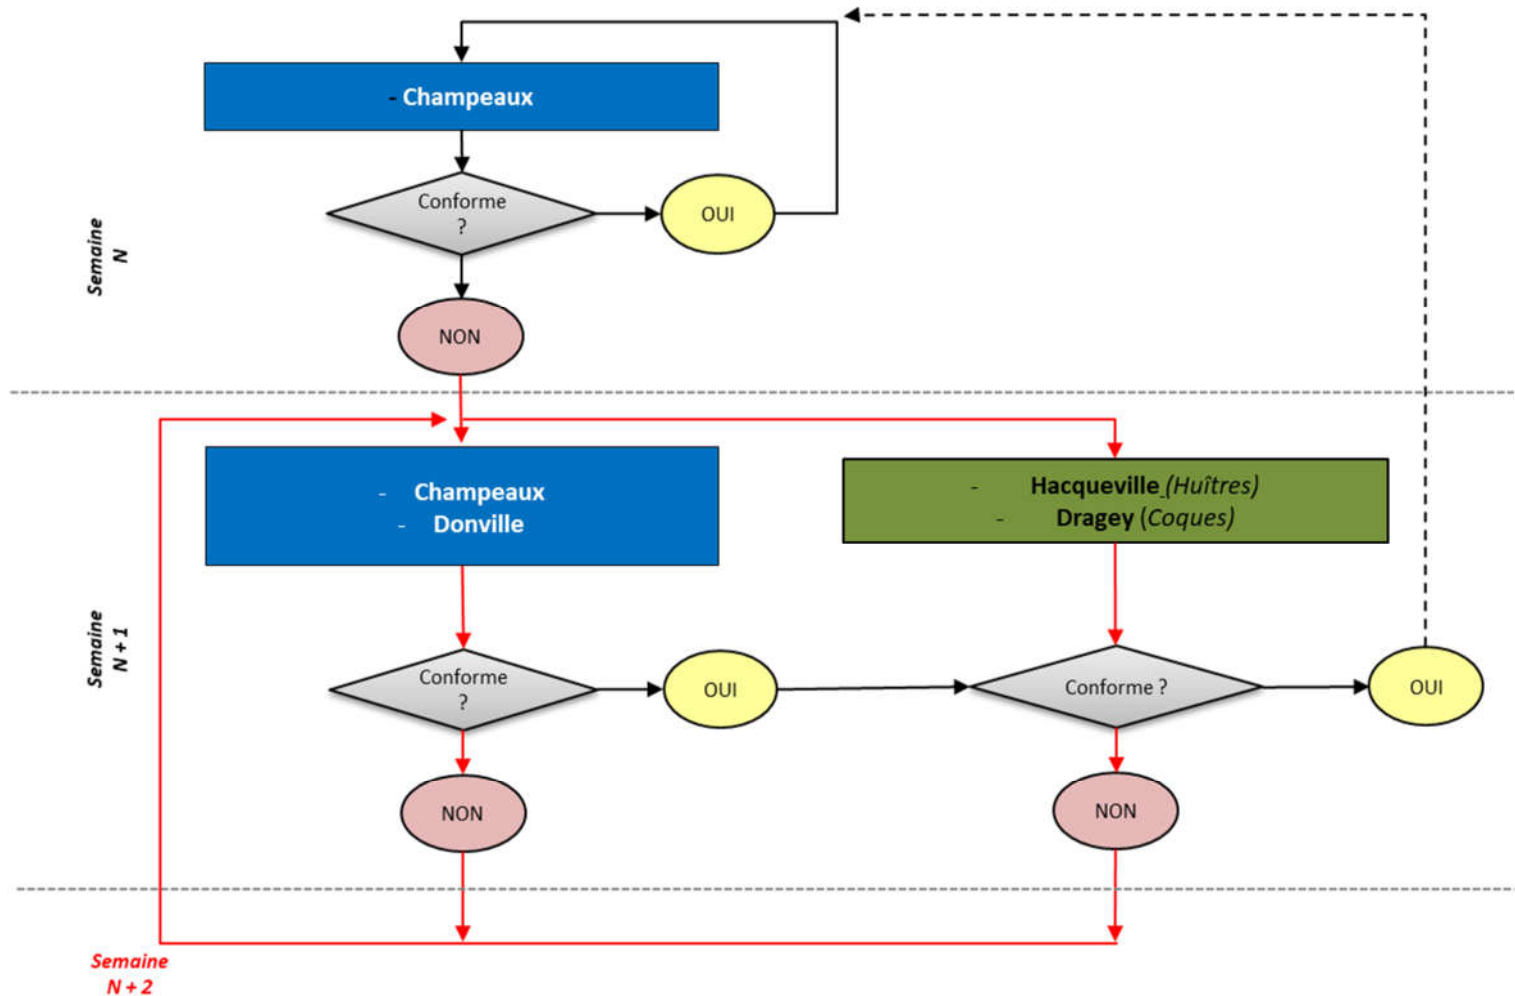 - Champeaux
Conforme
?
OUI
Semaine
N
NON
- Champeaux
- Donville
- Hacqueville (Huîtres)
- Dragey (Coques)
Semaine
N + 1
Conforme
?
OUI
Conforme ?
OUI
NON
NON
Semaine
N + 2